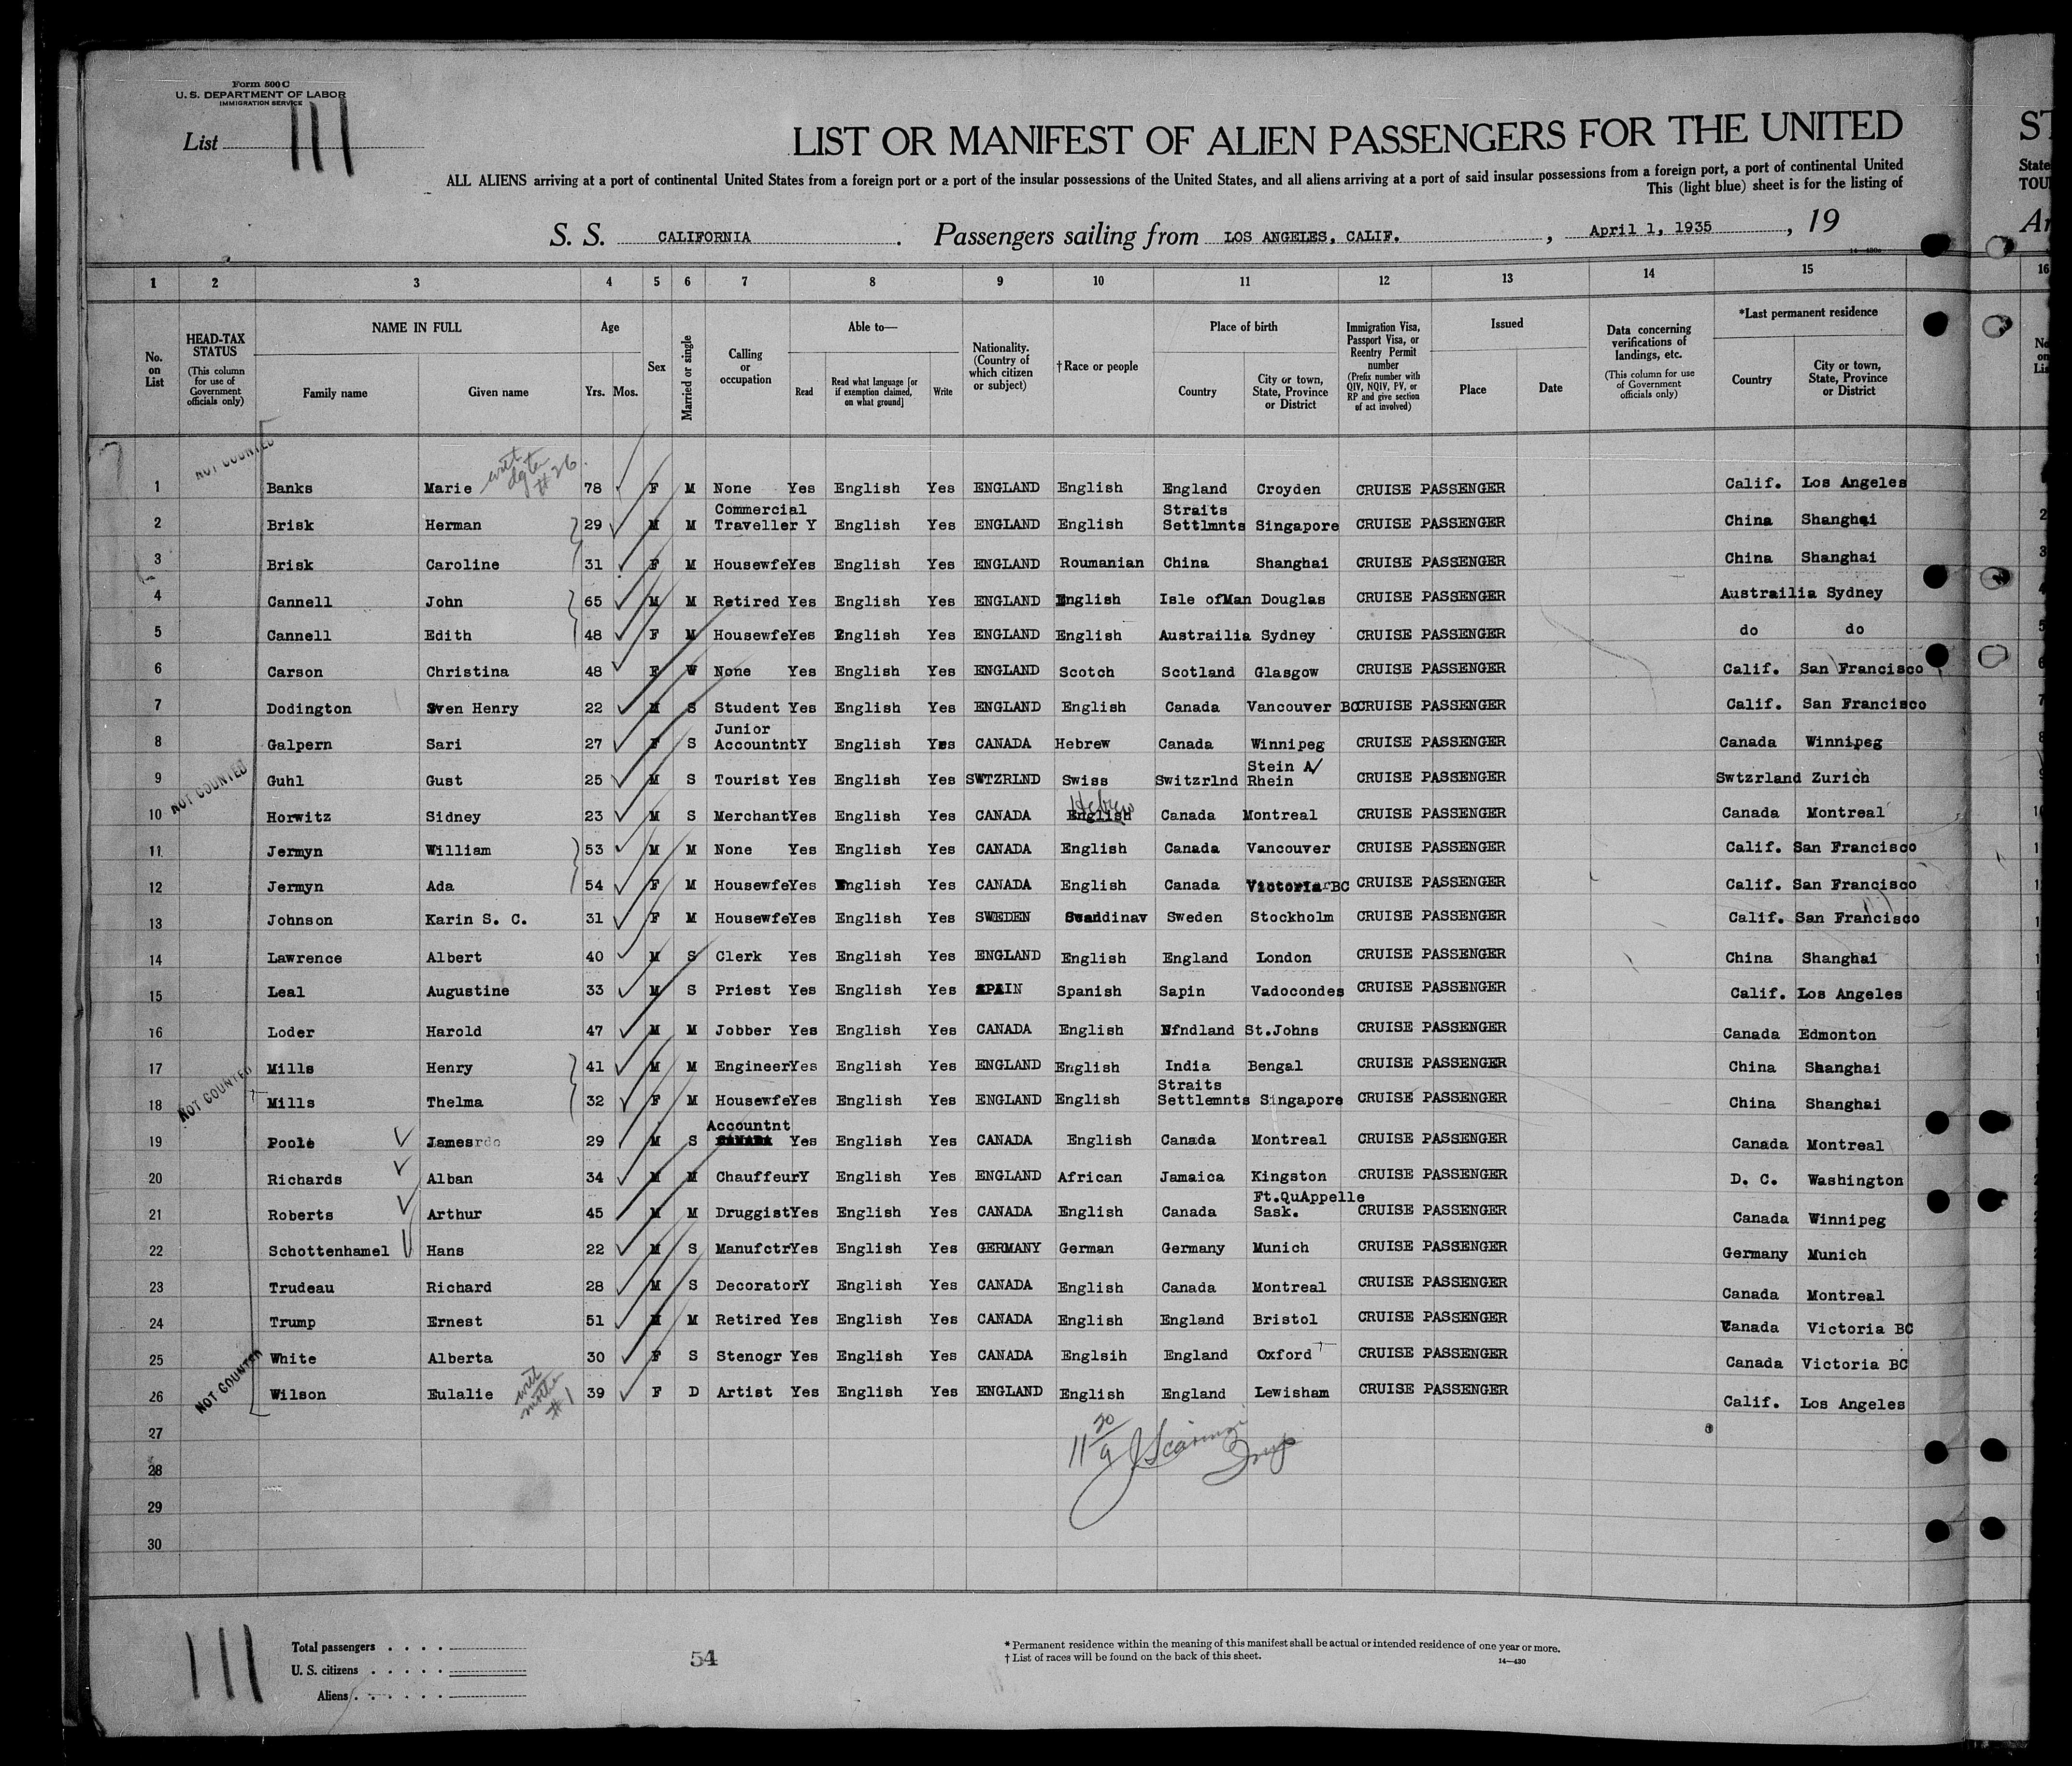 Form 500 C
U. S. DEPARTMENT OF LABOR
IMMIGRATION SERVICE
List 111
LIST OR MANIFEST OF ALIEN PASSENGERS FOR THE UNITED
ST
ALL ALIENS arriving at a port of continental United States from a foreign port or a port of the insular possessions of the United States, and all aliens arriving at a port of said insular possessions from a foreign port, a port of continental United
State
This (light blue) sheet is for the listing of
TOU
S. S. CALIFORNIA . Passengers sailing from LOS ANGELES, CALIF. , April 1, 1935 , 19
14—430a
1 2 3 4 5 6 7 8 9 10 11 12 13 14 15 16
No. on List
HEAD-TAX STATUS (This column for use of Government officials only)
NAME IN FULL Family name Given name
Age Yrs. Mos.
Sex
Married or single
Calling or occupation
Able to— Read Read what language [or if exemption claimed, on what ground] Write
Nationality. (Country of which citizen or subject)
†Race or people
Place of birth Country City or town, State, Province or District
Immigration Visa, Passport Visa, or Reentry Permit number (Prefix number with QIV, NQIV, PV, or RP and give section of act involved)
Issued Place Date
Data concerning verifications of landings, etc. (This column for use of Government officials only)
*Last permanent residence Country City or town, State, Province or District
NOT COUNTED
with dgter #26
1 Banks Marie 78 F M None Yes English Yes ENGLAND English England Croyden CRUISE PASSENGER Calif. Los Angeles
2 Brisk Herman 29 M M Commercial Traveller Y English Yes ENGLAND English Straits Settlmnts Singapore CRUISE PASSENGER China Shanghai
3 Brisk Caroline 31 F M Housewfe Yes English Yes ENGLAND Roumanian China Shanghai CRUISE PASSENGER China Shanghai
4 Cannell John 65 M M Retired Yes English Yes ENGLAND English Isle ofMan Douglas CRUISE PASSENGER Austrailia Sydney
5 Cannell Edith 48 F M Housewfe Yes English Yes ENGLAND English Austrailia Sydney CRUISE PASSENGER do do
6 Carson Christina 48 F W None Yes English Yes ENGLAND Scotch Scotland Glasgow CRUISE PASSENGER Calif. San Francisco
7 Dodington Sven Henry 22 M S Student Yes English Yes ENGLAND English Canada Vancouver BC CRUISE PASSENGER Calif. San Francisco
8 Galpern Sari 27 F S Junior Accountnt Y English Yes CANADA Hebrew Canada Winnipeg CRUISE PASSENGER Canada Winnipeg
9 Guhl Gust 25 M S Tourist Yes English Yes SWTZRLND Swiss Switzrlnd Stein A/ Rhein CRUISE PASSENGER Swtzrland Zurich
NOT COUNTED
10 Horwitz Sidney 23 M S Merchant Yes English Yes CANADA English Hebrew Canada Montreal CRUISE PASSENGER Canada Montreal
11 Jermyn William 53 M M None Yes English Yes CANADA English Canada Vancouver CRUISE PASSENGER Calif. San Francisco
12 Jermyn Ada 54 F M Housewfe Yes English Yes CANADA English Canada Victoria BC CRUISE PASSENGER Calif. San Francisco
13 Johnson Karin S. C. 31 F M Housewfe Yes English Yes SWEDEN Scandinav Sweden Stockholm CRUISE PASSENGER Calif. San Francisco
14 Lawrence Albert 40 M S Clerk Yes English Yes ENGLAND English England London CRUISE PASSENGER China Shanghai
15 Leal Augustine 33 M S Priest Yes English Yes SPAIN Spanish Sapin Vadocondes CRUISE PASSENGER Calif. Los Angeles
16 Loder Harold 47 M M Jobber Yes English Yes CANADA English Nfndland St.Johns CRUISE PASSENGER Canada Edmonton
17 Mills Henry 41 M M Engineer Yes English Yes ENGLAND English India Bengal CRUISE PASSENGER China Shanghai
NOT COUNTED
18 Mills Thelma 32 F M Housewfe Yes English Yes ENGLAND English Straits Settlemnts Singapore CRUISE PASSENGER China Shanghai
19 Poole James 29 M S Accountnt Yes English Yes CANADA English Canada Montreal CRUISE PASSENGER Canada Montreal
20 Richards Alban 34 M M Chauffeur Y English Yes ENGLAND African Jamaica Kingston CRUISE PASSENGER D. C. Washington
21 Roberts Arthur 45 M M Druggist Yes English Yes CANADA English Canada Ft.QuAppelle Sask. CRUISE PASSENGER Canada Winnipeg
22 Schottenhamel Hans 22 M S Manufctr Yes English Yes GERMANY German Germany Munich CRUISE PASSENGER Germany Munich
23 Trudeau Richard 28 M S Decorator Y English Yes CANADA English Canada Montreal CRUISE PASSENGER Canada Montreal
24 Trump Ernest 51 M M Retired Yes English Yes CANADA English England Bristol CRUISE PASSENGER Canada Victoria BC
25 White Alberta 30 F S Stenogr Yes English Yes CANADA Englsih England Oxford CRUISE PASSENGER Canada Victoria BC
NOT COUNTED
26 Wilson Eulalie 39 F D Artist Yes English Yes ENGLAND English England Lewisham CRUISE PASSENGER Calif. Los Angeles
with mother #1
27
28
29
30
111
Total passengers
U. S. citizens
Aliens
54
* Permanent residence within the meaning of this manifest shall be actual or intended residence of one year or more.
† List of races will be found on the back of this sheet.
14—430